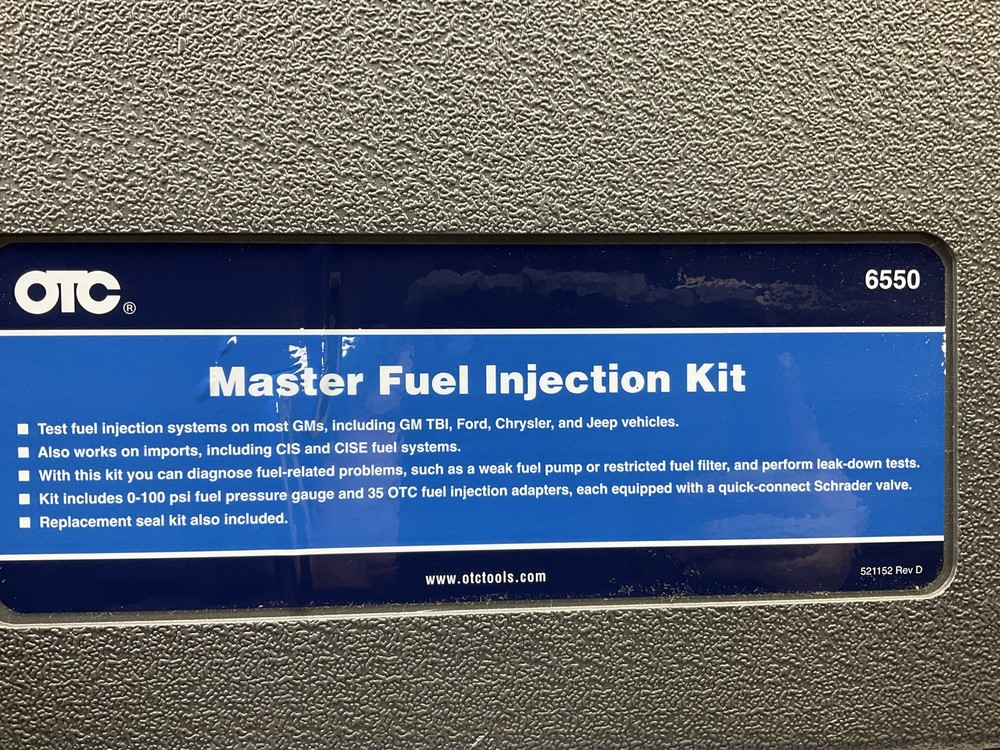 OTC®
6550
Master Fuel Injection Kit
■ Test fuel injection systems on most GMs, including GM TBI, Ford, Chrysler, and Jeep vehicles.
■ Also works on imports, including CIS and CISE fuel systems.
■ With this kit you can diagnose fuel-related problems, such as a weak fuel pump or restricted fuel filter, and perform leak-down tests.
■ Kit includes 0-100 psi fuel pressure gauge and 35 OTC fuel injection adapters, each equipped with a quick-connect Schrader valve.
■ Replacement seal kit also included.
www.otctools.com
521152 Rev D